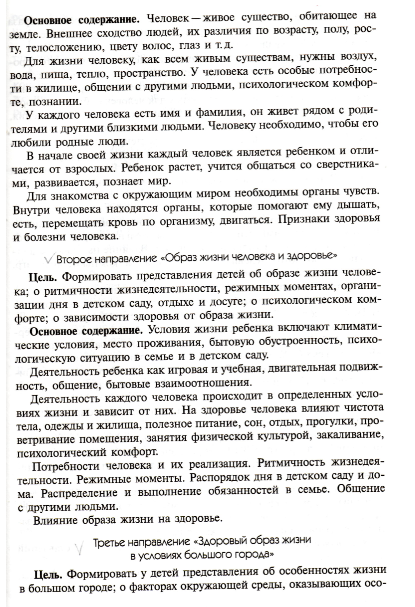 Основное содержание. Человек — живое существо, обитающее на
земле. Внешнее сходство людей, их различия по возрасту, полу, рос-
ту, телосложению, цвету волос, глаз и т. д.
Для жизни человеку, как всем живым существам, нужны воздух,
вода, пища, тепло, пространство. У человека есть особые потребнос-
ти в жилище, общении с другими людьми, психологическом комфор-
те, познании.
У каждого человека есть имя и фамилия, он живет рядом с роди-
телями и другими близкими людьми. Человеку необходимо, чтобы его
любили родные люди.
В начале своей жизни каждый человек является ребенком и отли-
чается от взрослых. Ребенок растет, учится общаться со сверстника-
ми, развивается, познает мир.
Для знакомства с окружающим миром необходимы органы чувств.
Внутри человека находятся органы, которые помогают ему дышать,
есть, перемещать кровь по организму, двигаться. Признаки здоровья
и болезни человека.
Второе направление «Образ жизни человека и здоровье»
Цель. Формировать представления детей об образе жизни челове-
ка; о ритмичности жизнедеятельности, режимных моментах, организа-
ции дня в детском саду, отдыхе и досуге; о психологическом ком-
форте; о зависимости здоровья от образа жизни.
Основное содержание. Условия жизни ребенка включают климати-
ческие условия, место проживания, бытовую обустроенность, психо-
логическую ситуацию в семье и в детском саду.
Деятельность ребенка как игровая и учебная, двигательная подвиж-
ность, общение, бытовые взаимоотношения.
Деятельность каждого человека происходит в определенных усло-
виях жизни и зависит от них. На здоровье человека влияют чистота
тела, одежды и жилища, полезное питание, сон, отдых, прогулки, про-
ветривание помещения, занятия физической культурой, закаливание,
психологический комфорт.
Потребности человека и их реализация. Ритмичность жизнедея-
тельности. Режимные моменты. Распорядок дня в детском саду и до-
ма. Распределение и выполнение обязанностей в семье. Общение
с другими людьми.
Влияние образа жизни на здоровье.
Третье направление «Здоровый образ жизни
в условиях большого города»
Цель. Формировать у детей представления об особенностях жизни
в большом городе; о факторах окружающей среды, оказывающих осо-